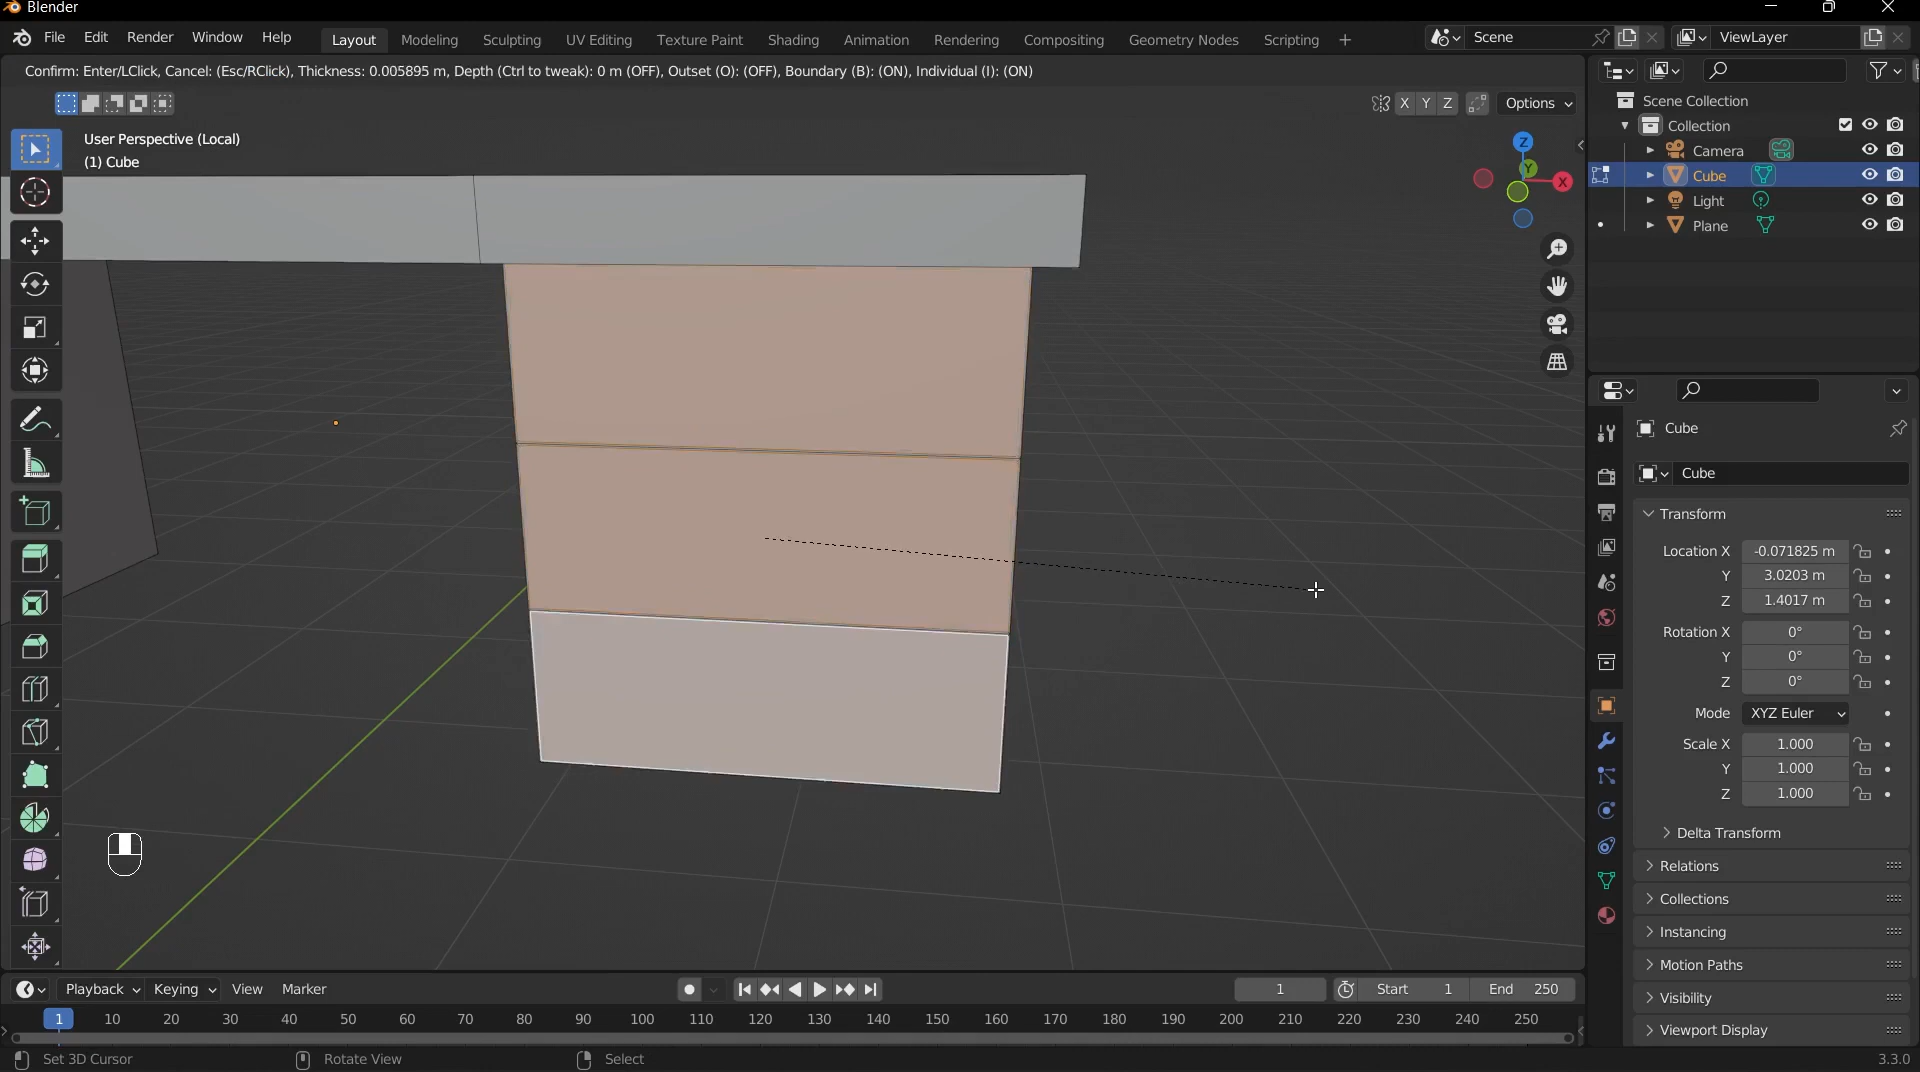 Blender
File Edit Render Window Help Layout Modeling Sculpting UV Editing Texture Paint Shading Animation Rendering Compositing Geometry Nodes Scripting + Scene ViewLayer
Confirm: Enter/LClick, Cancel: (Esc/RClick), Thickness: 0.005895 m, Depth (Ctrl to tweak): 0 m (OFF), Outset (O): (OFF), Boundary (B): (ON), Individual (I): (ON)
X Y Z Options
User Perspective (Local)
(1) Cube
Z
Y
X
Scene Collection
Collection
Camera
Cube
Light
Plane
Cube
Cube
Transform
Location X -0.071825 m
Y 3.0203 m
Z 1.4017 m
Rotation X 0°
Y 0°
Z 0°
Mode XYZ Euler
Scale X 1.000
Y 1.000
Z 1.000
Delta Transform
Relations
Collections
Instancing
Motion Paths
Visibility
Viewport Display
Playback Keying View Marker 1 Start 1 End 250
1 10 20 30 40 50 60 70 80 90 100 110 120 130 140 150 160 170 180 190 200 210 220 230 240 250
Set 3D Cursor Rotate View Select 3.3.0